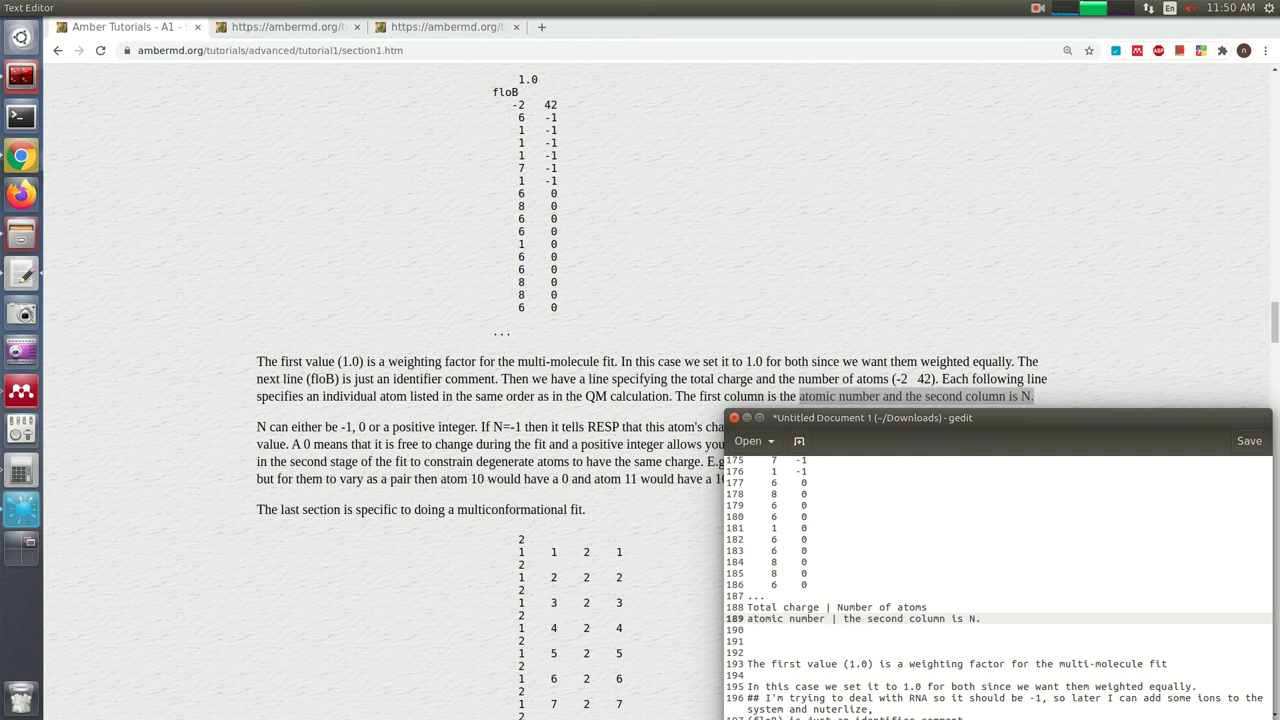 Text Editor
En
11:50 AM
Amber Tutorials - A1 - S
https://ambermd.org/t
https://ambermd.org/t
ambermd.org/tutorials/advanced/tutorial1/section1.htm
1.0
floB
-2 42
6 -1
1 -1
1 -1
1 -1
7 -1
1 -1
6 0
8 0
6 0
6 0
1 0
6 0
6 0
8 0
8 0
6 0
...
The first value (1.0) is a weighting factor for the multi-molecule fit. In this case we set it to 1.0 for both since we want them weighted equally. The
next line (floB) is just an identifier comment. Then we have a line specifying the total charge and the number of atoms (-2 42). Each following line
specifies an individual atom listed in the same order as in the QM calculation. The first column is the atomic number and the second column is N.
N can either be -1, 0 or a positive integer. If N=-1 then it tells RESP that this atom's cha
value. A 0 means that it is free to change during the fit and a positive integer allows you
in the second stage of the fit to constrain degenerate atoms to have the same charge. E.g
but for them to vary as a pair then atom 10 would have a 0 and atom 11 would have a 10
The last section is specific to doing a multiconformational fit.
2
1 1 2 1
2
1 2 2 2
2
1 3 2 3
2
1 4 2 4
2
1 5 2 5
2
1 6 2 6
2
1 7 2 7
2
*Untitled Document 1 (~/Downloads) - gedit
Open
Save
175 7 -1
176 1 -1
177 6 0
178 8 0
179 6 0
180 6 0
181 1 0
182 6 0
183 6 0
184 8 0
185 8 0
186 6 0
187 ...
188 Total charge | Number of atoms
189 atomic number | the second column is N.
190
191
192
193 The first value (1.0) is a weighting factor for the multi-molecule fit
194
195 In this case we set it to 1.0 for both since we want them weighted equally.
196 ## I'm trying to deal with RNA so it should be -1, so later I can add some ions to the
system and nuterlize,
197 (floB) is just an identifier comment